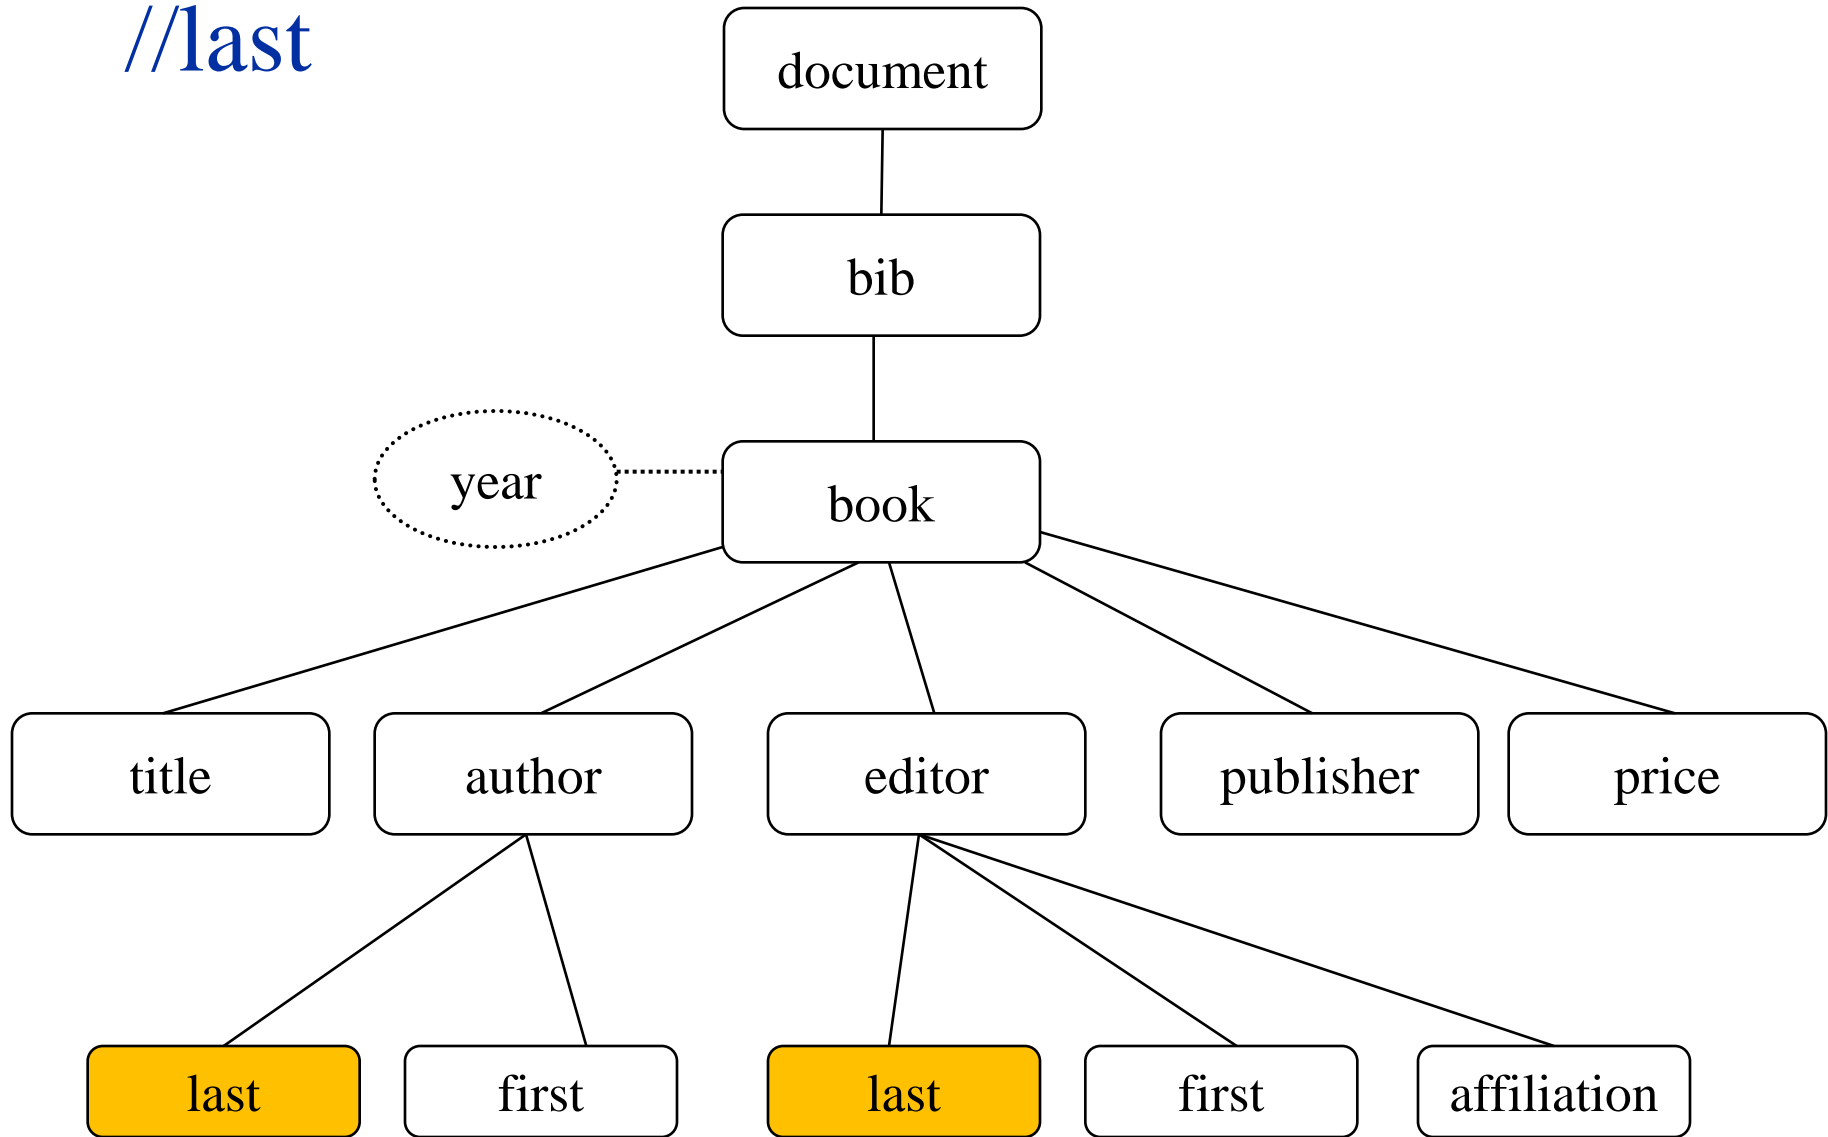 //last
document
bib
year
book
title
author
editor
publisher
price
last
first
last
first
affiliation